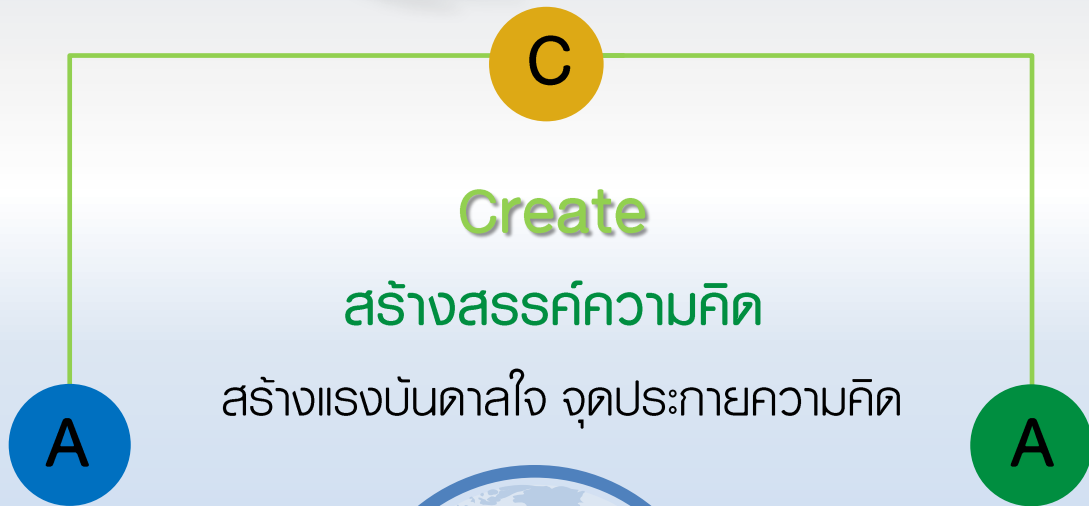 C
Create
สร้างสรรค์ความคิด
สร้างแรงบันดาลใจ จุดประกายความคิด
A
A